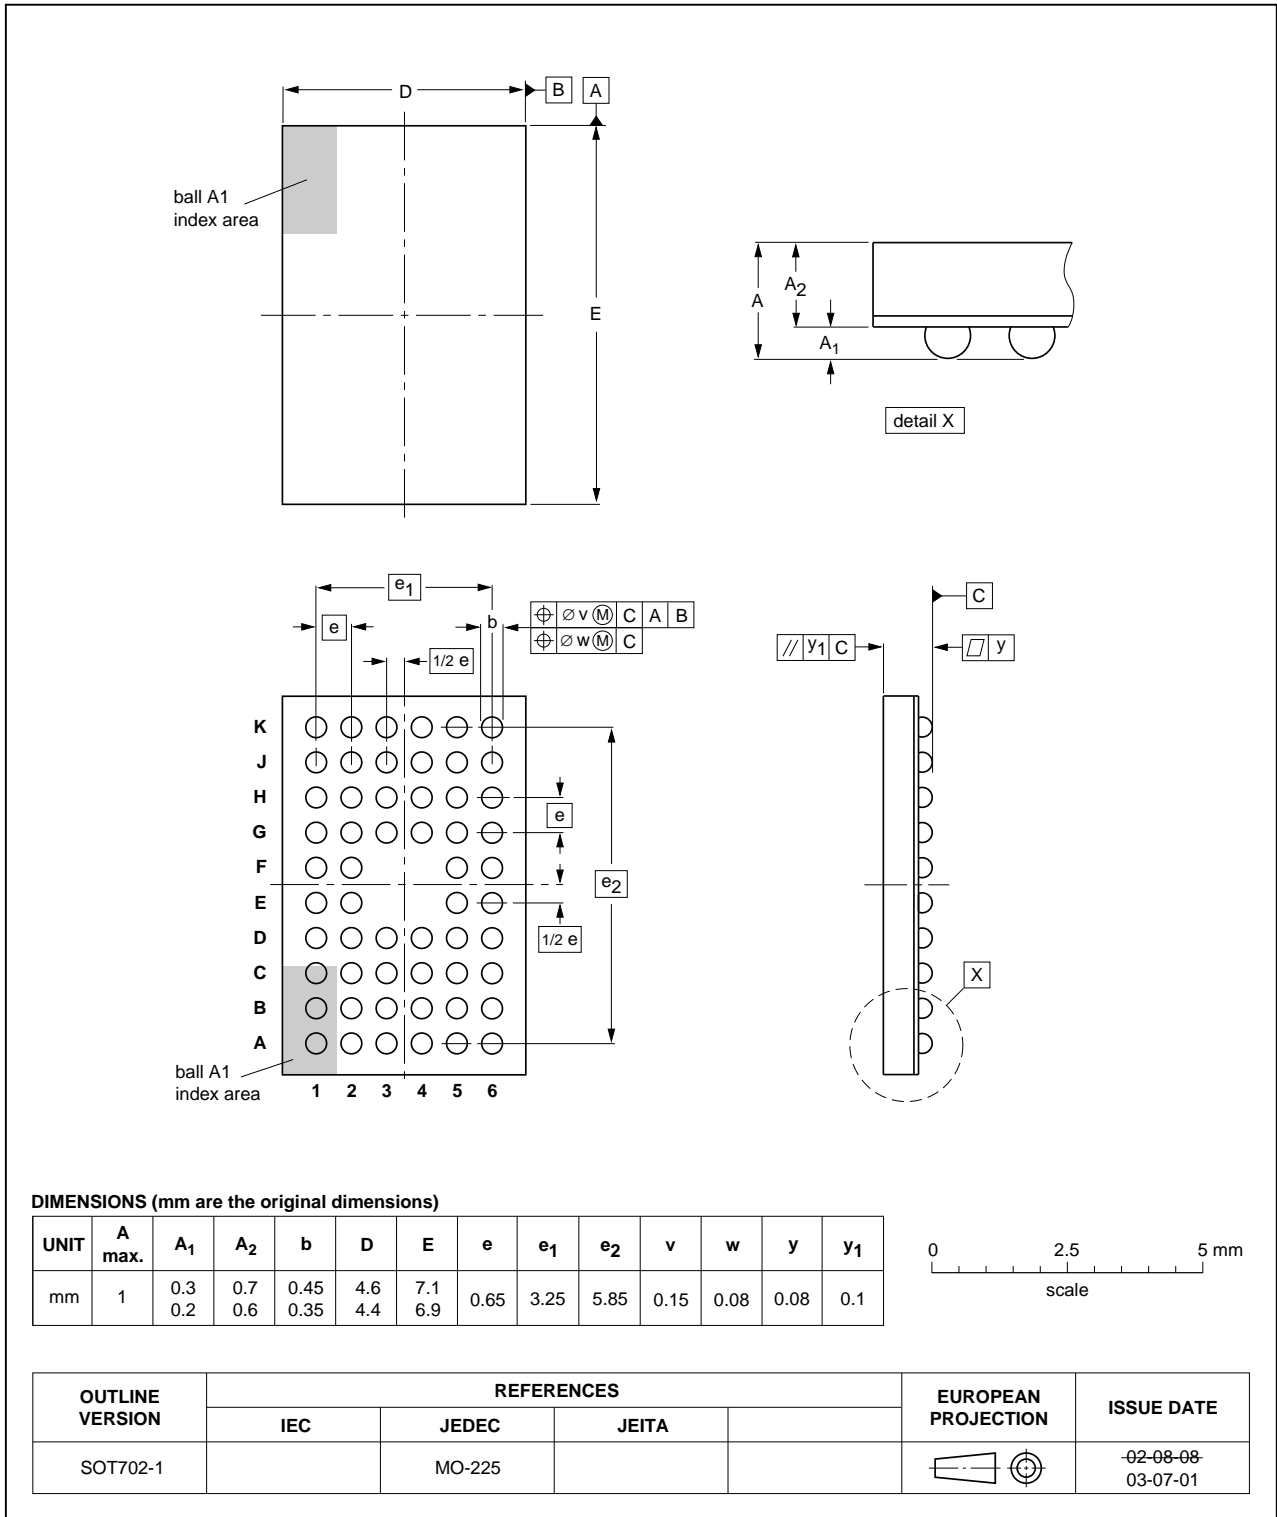 D
B
A
ball A1
index area
E
A
A2
A1
detail X
e1
e
b
⌖ ⌀ v Ⓜ C A B
⌖ ⌀ w Ⓜ C
1/2 e
C
// y1 C
⏥ y
K
J
H
G
F
E
D
C
B
A
e
e2
1/2 e
X
ball A1
index area
1 2 3 4 5 6
DIMENSIONS (mm are the original dimensions)
UNIT A max. A1 A2 b D E e e1 e2 v w y y1
mm 1 0.3 0.2 0.7 0.6 0.45 0.35 4.6 4.4 7.1 6.9 0.65 3.25 5.85 0.15 0.08 0.08 0.1
0 2.5 5 mm
scale
OUTLINE VERSION REFERENCES EUROPEAN PROJECTION ISSUE DATE
IEC JEDEC JEITA
SOT702-1 MO-225 02-08-08
03-07-01